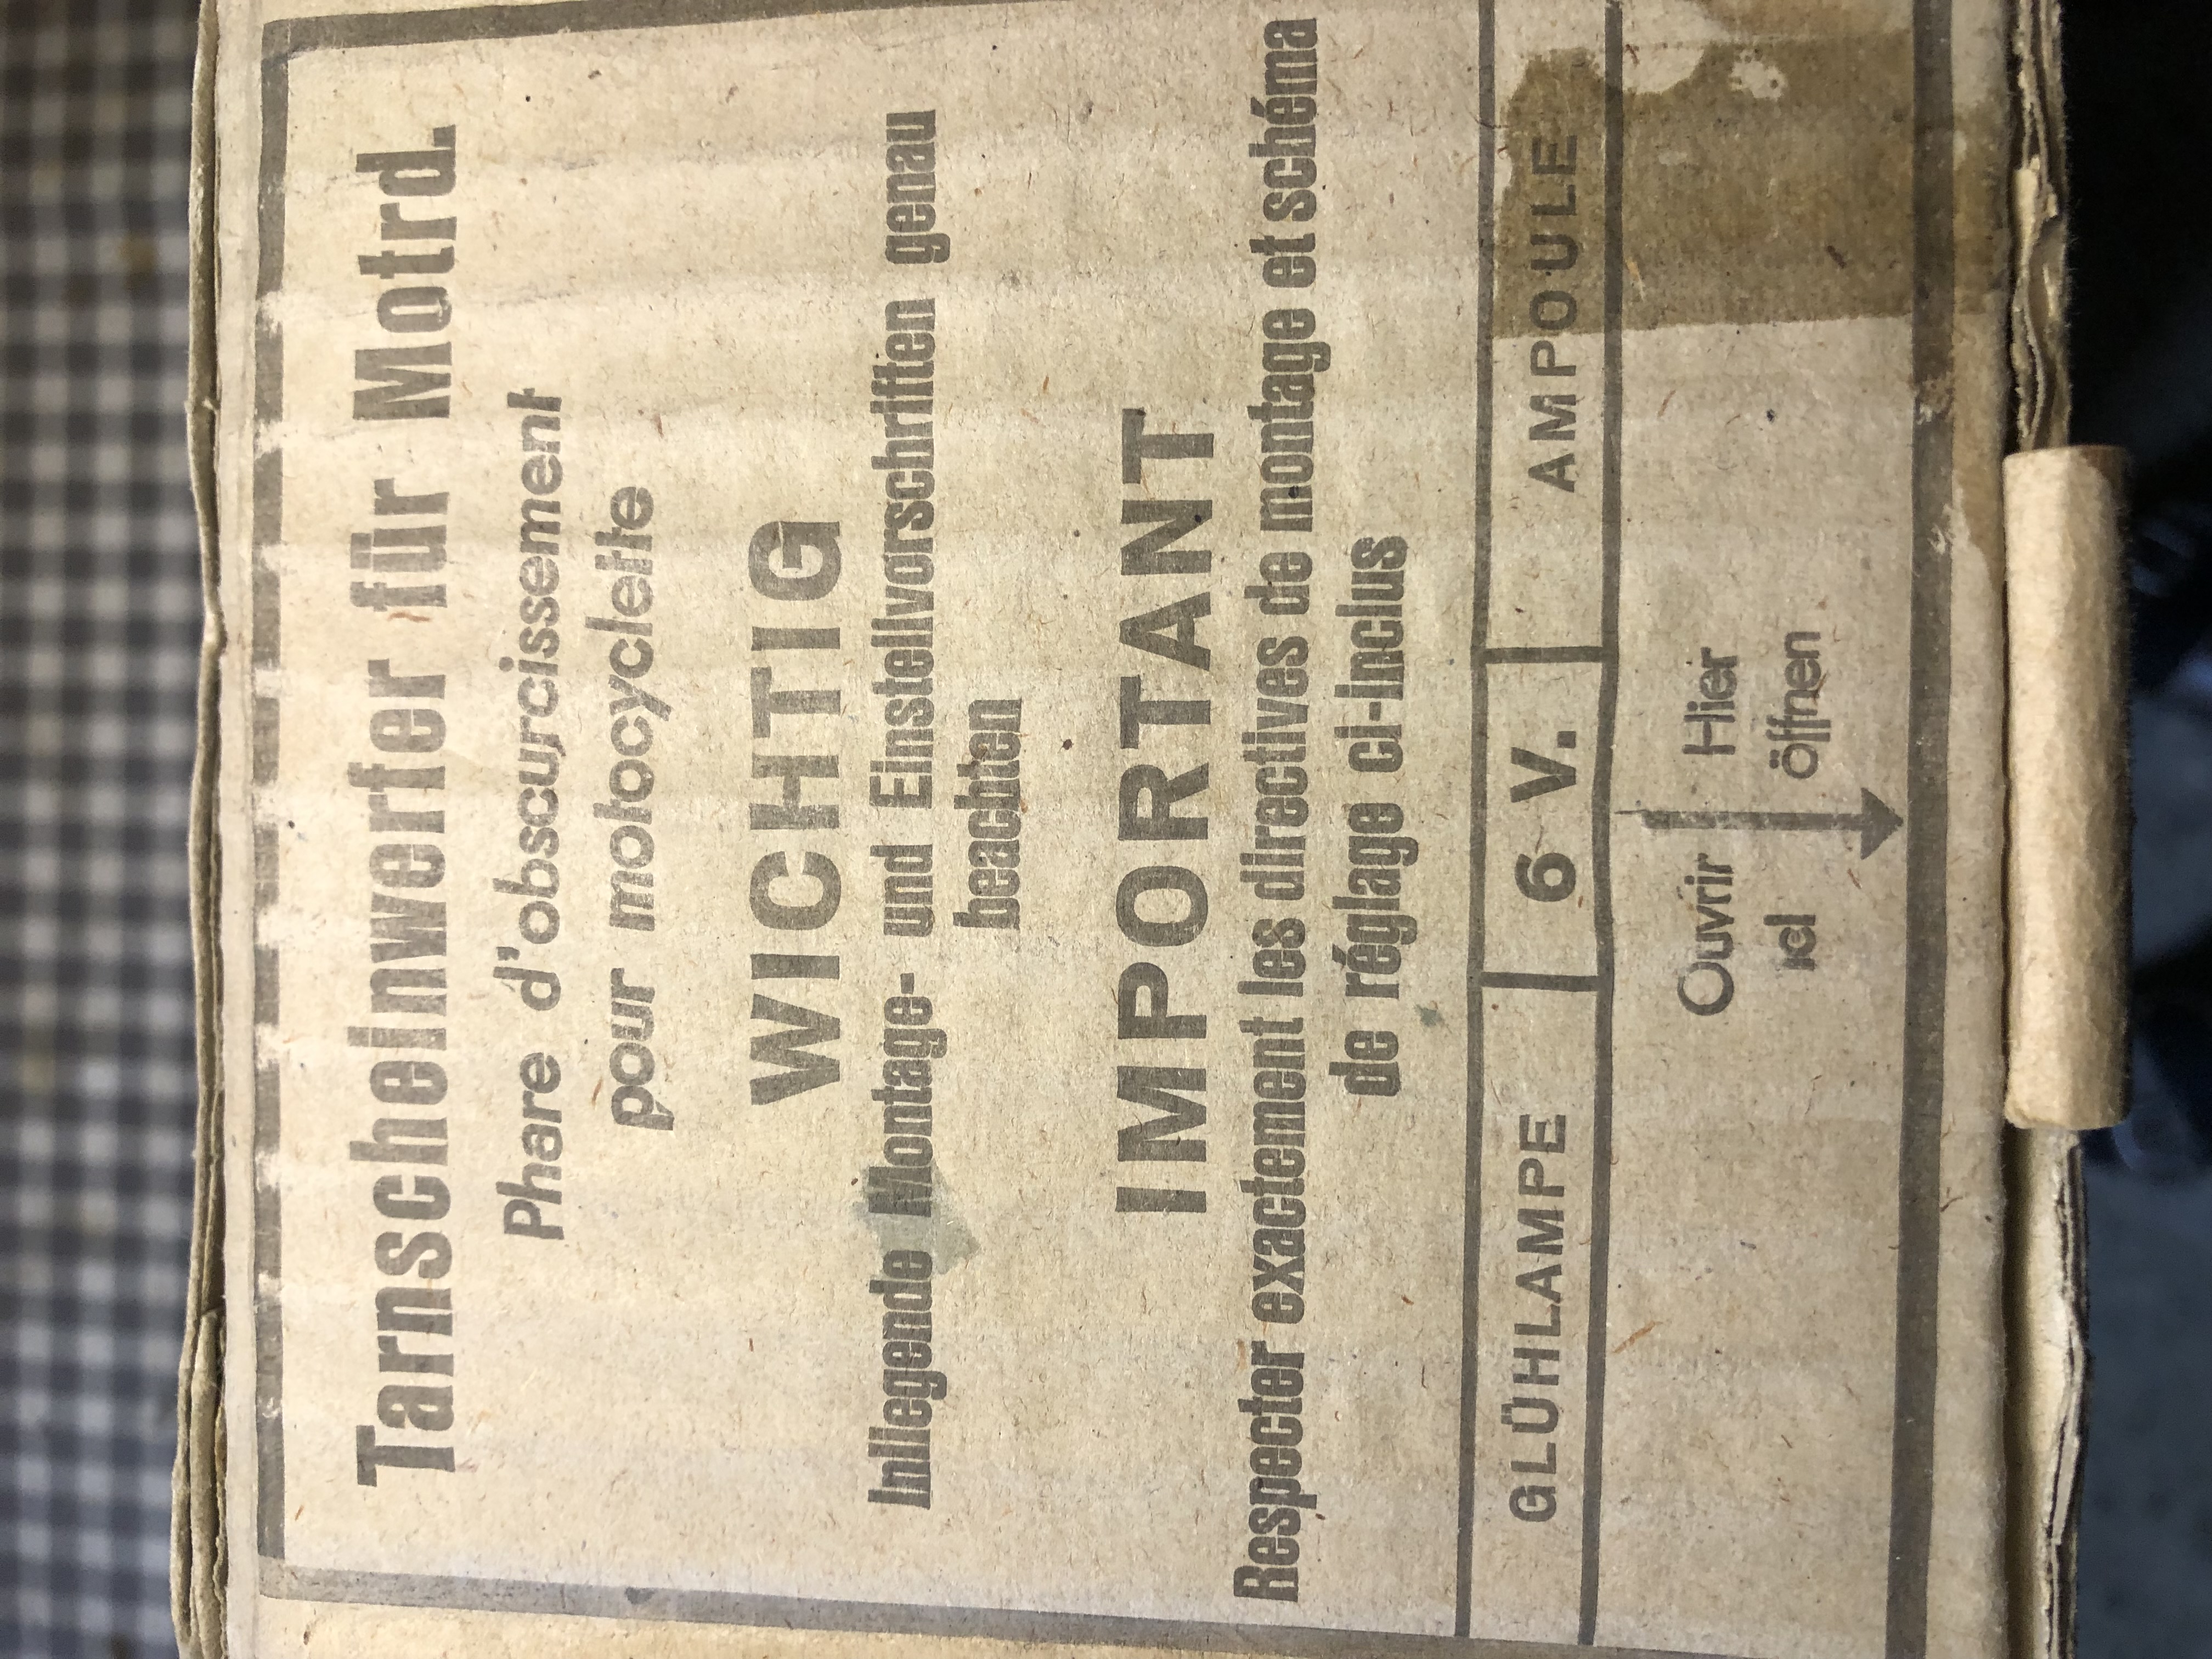 Tarnscheinwerfer für Motrd.
Phare d'obscurcissement
pour motocyclette
WICHTIG
Inliegende Montage- und Einstellvorschriften genau
beachten
IMPORTANT
Respecter exactement les directives de montage et schéma
de réglage ci-inclus
GLÜHLAMPE 6 V. AMPOULE
Ouvrir Hier
ici öffnen